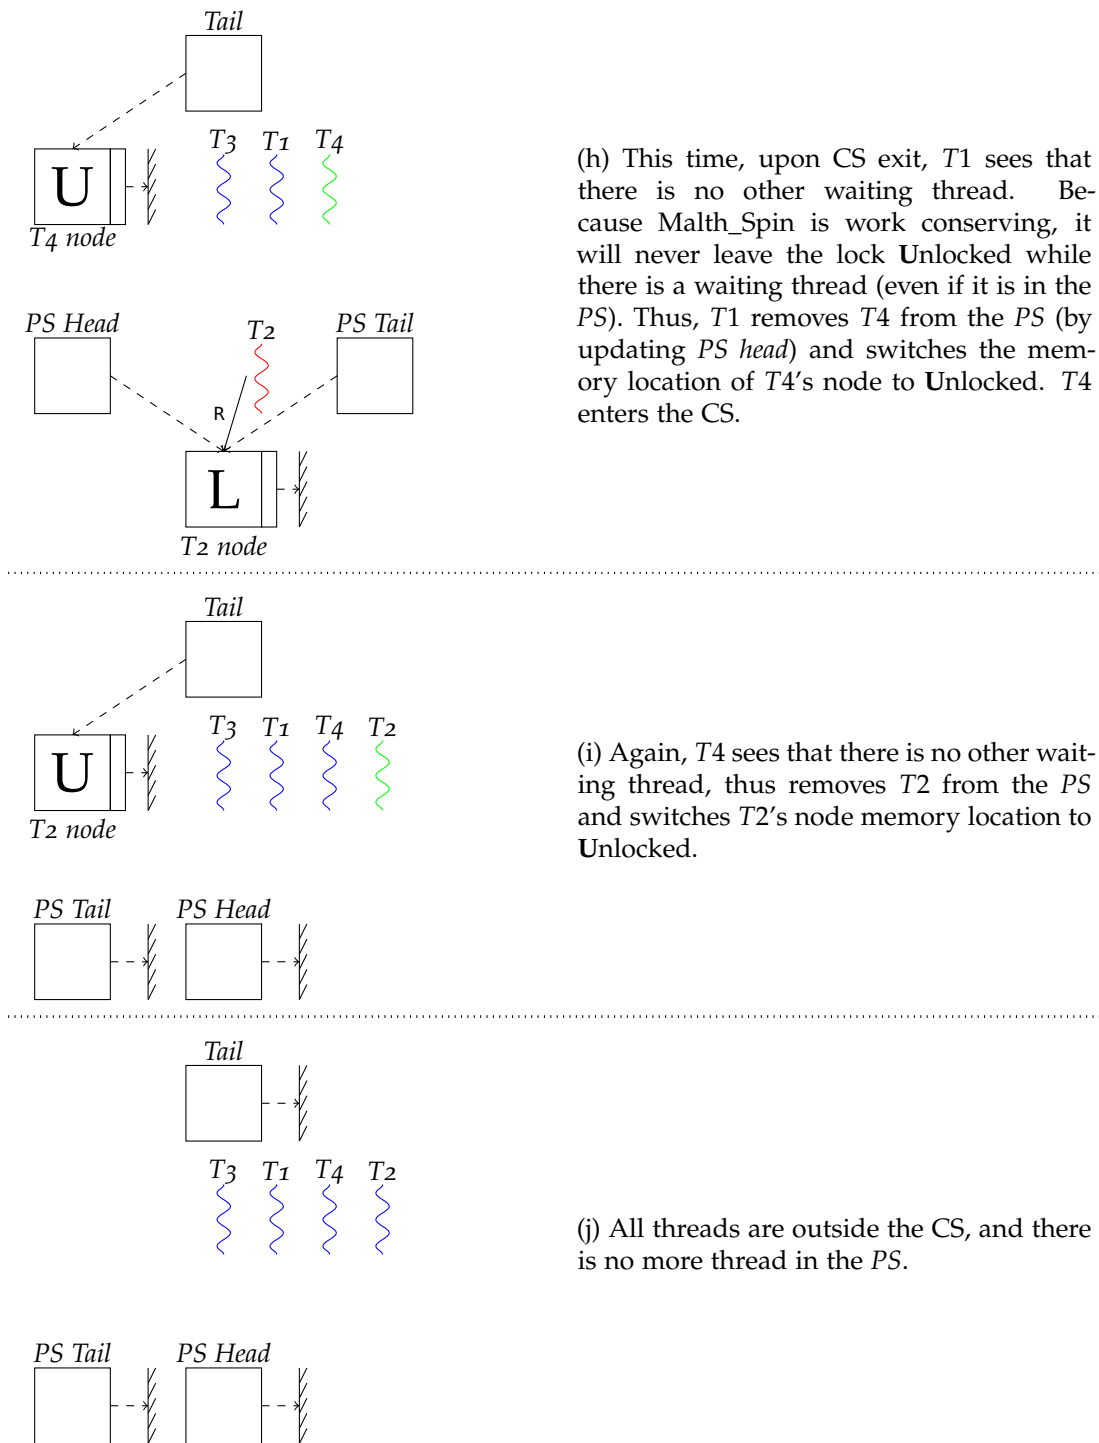 Tail
T3 T1 T4
U
T4 node
(h) This time, upon CS exit, T1 sees that
there is no other waiting thread. Be-
cause Malth_Spin is work conserving, it
will never leave the lock Unlocked while
there is a waiting thread (even if it is in the
PS). Thus, T1 removes T4 from the PS (by
updating PS head) and switches the mem-
ory location of T4's node to Unlocked. T4
enters the CS.
PS Head
T2
PS Tail
R
L
T2 node
Tail
T3 T1 T4 T2
U
T2 node
(i) Again, T4 sees that there is no other wait-
ing thread, thus removes T2 from the PS
and switches T2's node memory location to
Unlocked.
PS Tail PS Head
Tail
T3 T1 T4 T2
(j) All threads are outside the CS, and there
is no more thread in the PS.
PS Tail PS Head